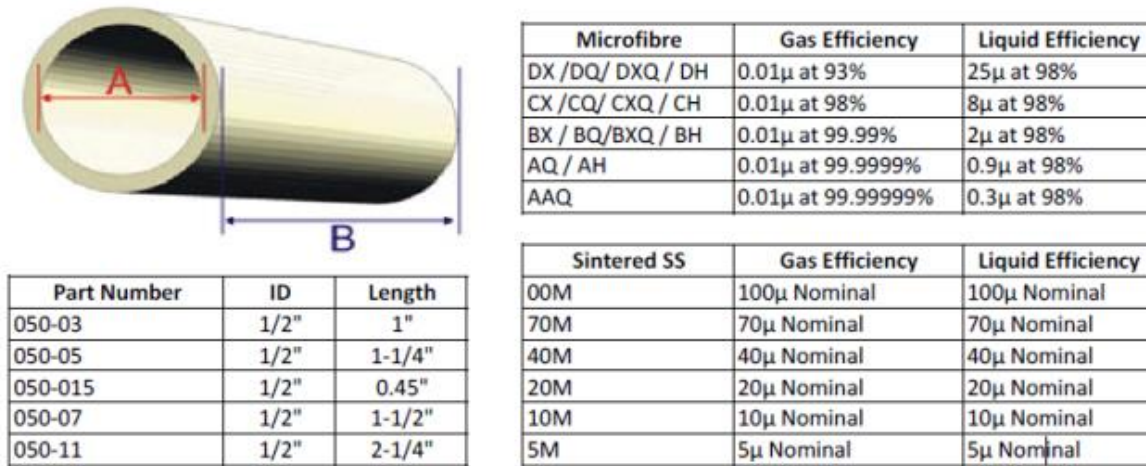 A
B
Part Number ID Length
050-03 1/2" 1"
050-05 1/2" 1-1/4"
050-015 1/2" 0.45"
050-07 1/2" 1-1/2"
050-11 1/2" 2-1/4"
Microfibre Gas Efficiency Liquid Efficiency
DX /DQ/ DXQ / DH 0.01µ at 93% 25µ at 98%
CX /CQ/ CXQ / CH 0.01µ at 98% 8µ at 98%
BX / BQ/BXQ / BH 0.01µ at 99.99% 2µ at 98%
AQ / AH 0.01µ at 99.9999% 0.9µ at 98%
AAQ 0.01µ at 99.99999% 0.3µ at 98%
Sintered SS Gas Efficiency Liquid Efficiency
00M 100µ Nominal 100µ Nominal
70M 70µ Nominal 70µ Nominal
40M 40µ Nominal 40µ Nominal
20M 20µ Nominal 20µ Nominal
10M 10µ Nominal 10µ Nominal
5M 5µ Nominal 5µ Nominal